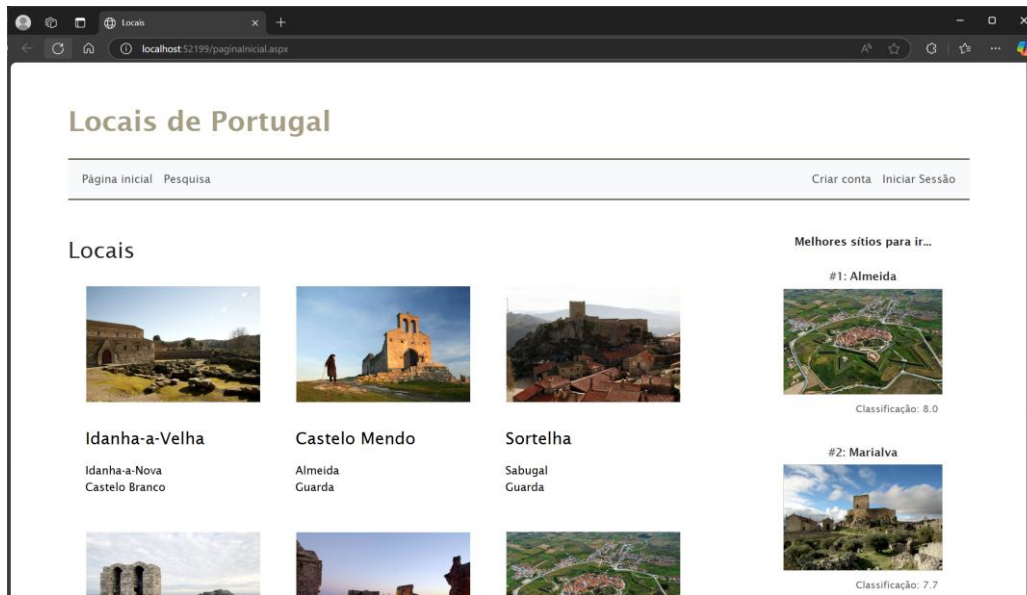 Locais
localhost:52199/paginaInicial.aspx
Locais de Portugal
Página inicial Pesquisa
Criar conta Iniciar Sessão
Locais
Idanha-a-Velha
Idanha-a-Nova
Castelo Branco
Castelo Mendo
Almeida
Guarda
Sortelha
Sabugal
Guarda
Melhores sítios para ir...
#1: Almeida
Classificação: 8.0
#2: Marialva
Classificação: 7.7